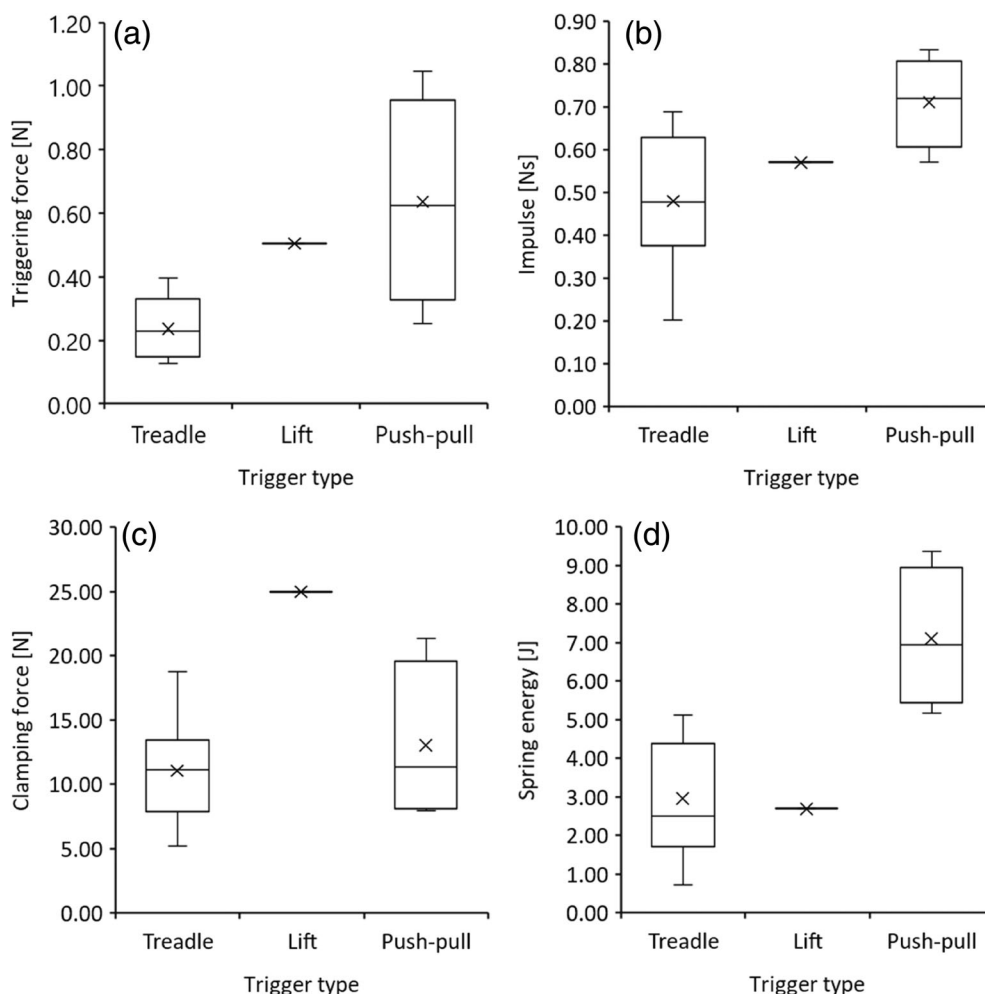 (a)
Triggering force [N]
1.20
1.00
0.80
0.60
0.40
0.20
0.00
Treadle Lift Push-pull
Trigger type
(b)
Impulse [Ns]
0.90
0.80
0.70
0.60
0.50
0.40
0.30
0.20
0.10
0.00
Treadle Lift Push-pull
Trigger type
(c)
Clamping force [N]
30.00
25.00
20.00
15.00
10.00
5.00
0.00
Treadle Lift Push-pull
Trigger type
(d)
Spring energy [J]
10.00
9.00
8.00
7.00
6.00
5.00
4.00
3.00
2.00
1.00
0.00
Treadle Lift Push-pull
Trigger type